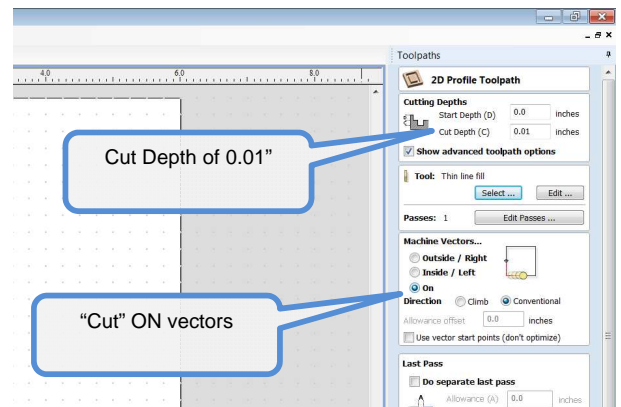 Toolpaths
4.0 6.0 8.0
2D Profile Toolpath
Cutting Depths
Start Depth (D) 0.0 inches
Cut Depth (C) 0.01 inches
Show advanced toolpath options
Tool: Thin line fill
Select ... Edit ...
Passes: 1 Edit Passes ...
Machine Vectors...
Outside / Right
Inside / Left
On
Direction Climb Conventional
Allowance offset 0.0 inches
Use vector start points (don't optimize)
Last Pass
Do separate last pass
Allowance (A) 0.0 inches
Cut Depth of 0.01”
“Cut” ON vectors